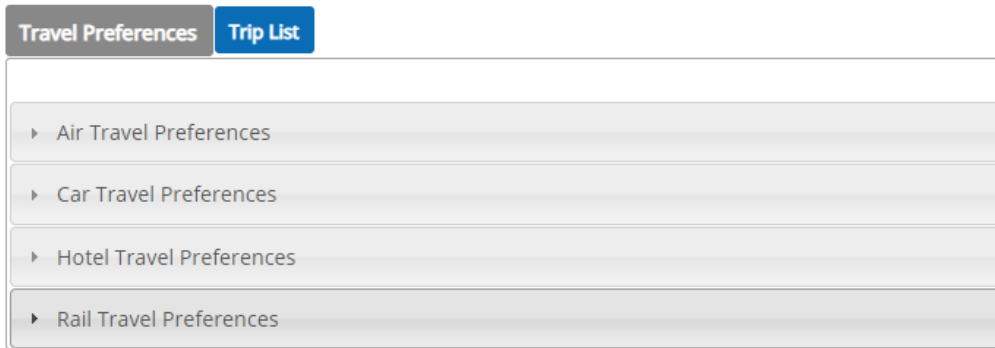 Travel Preferences Trip List
Air Travel Preferences
Car Travel Preferences
Hotel Travel Preferences
Rail Travel Preferences